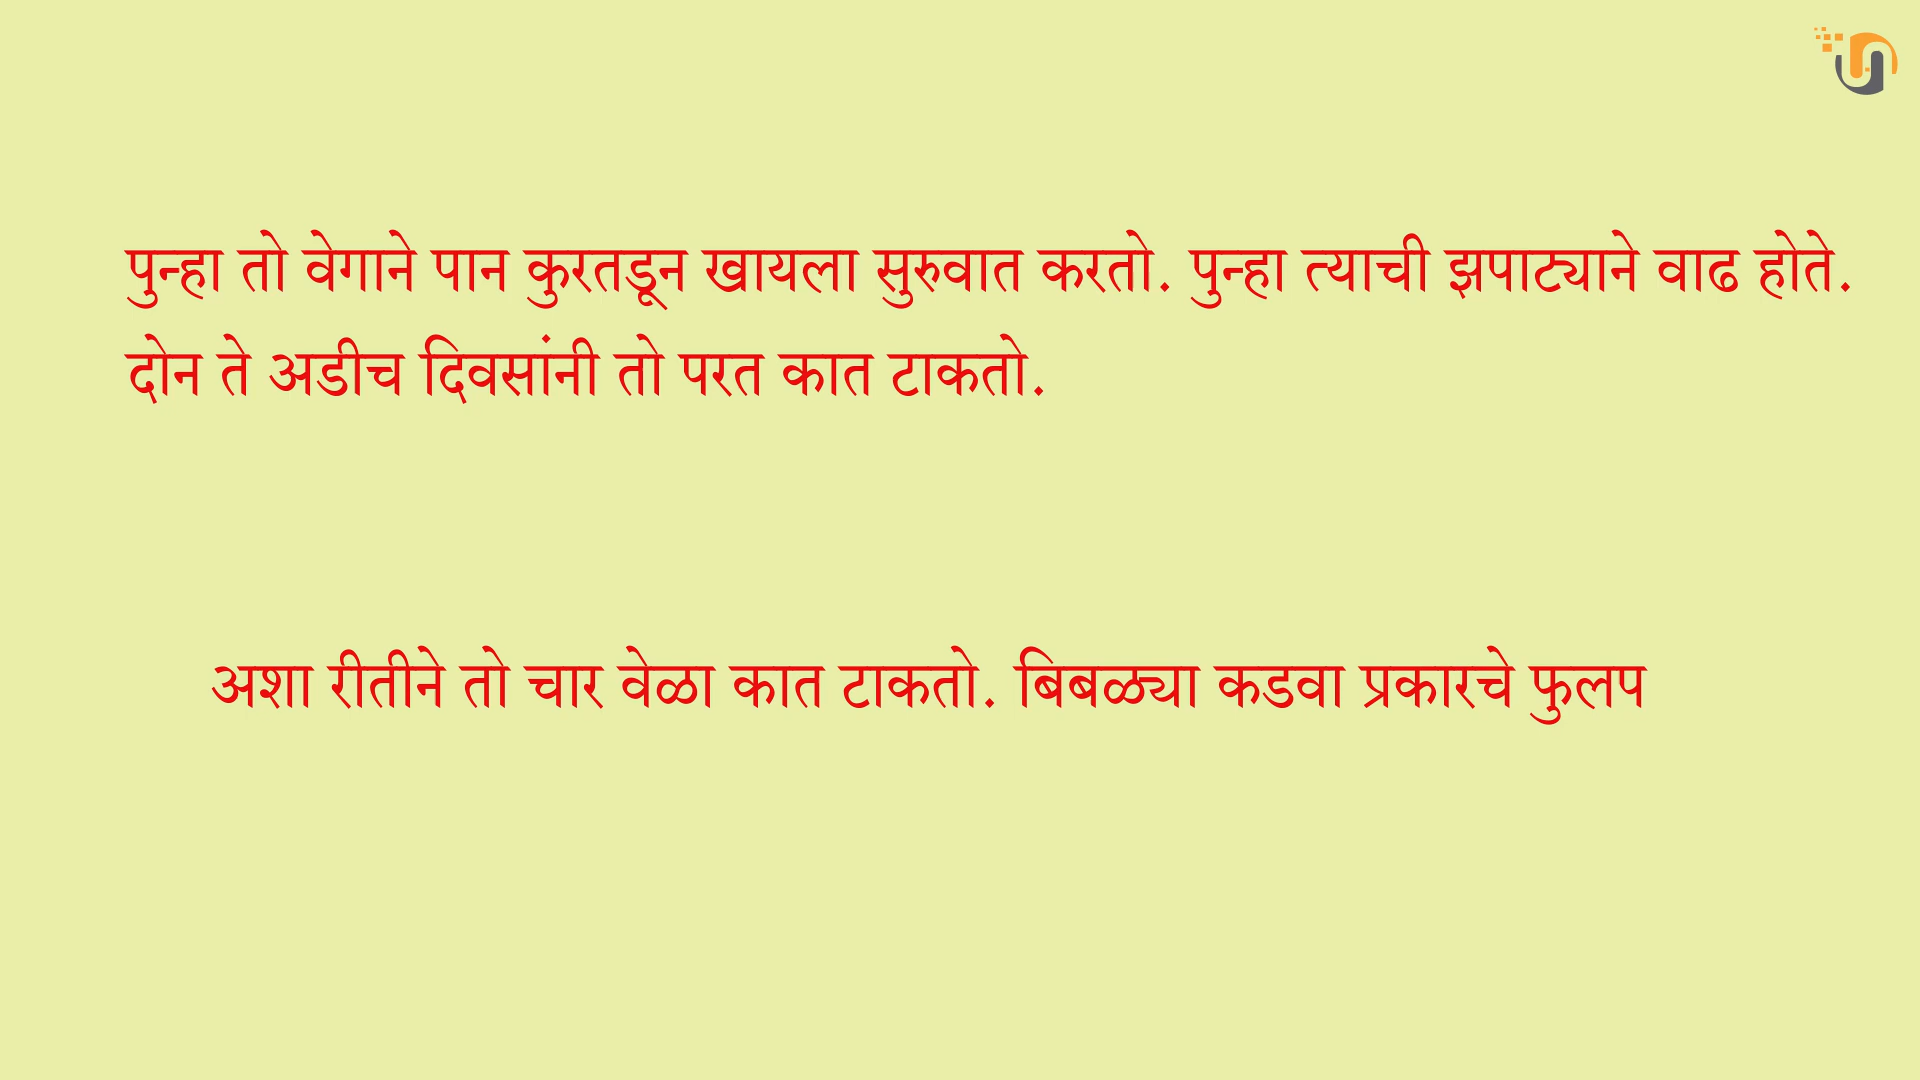 पुन्हा तो वेगाने पान कुरतडून खायला सुरुवात करतो. पुन्हा त्याची झपाट्याने वाढ होते.
दोन ते अडीच दिवसांनी तो परत कात टाकतो.
अशा रीतीने तो चार वेळा कात टाकतो. बिबळ्या कडवा प्रकारचे फुलप